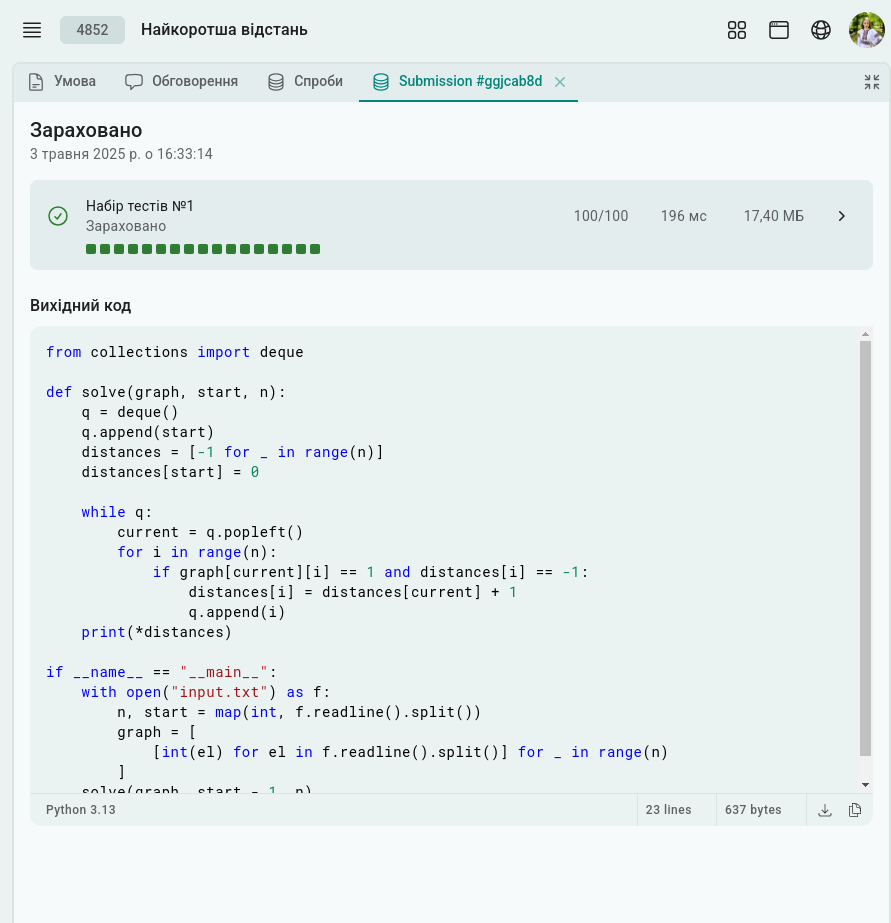 4852 Найкоротша відстань
Умова Обговорення Спроби Submission #ggjcab8d
Зараховано
3 травня 2025 р. о 16:33:14
Набір тестів №1
Зараховано
100/100 196 мс 17,40 МБ
Вихідний код
from collections import deque
def solve(graph, start, n):
    q = deque()
    q.append(start)
    distances = [-1 for _ in range(n)]
    distances[start] = 0
    while q:
        current = q.popleft()
        for i in range(n):
            if graph[current][i] == 1 and distances[i] == -1:
                distances[i] = distances[current] + 1
                q.append(i)
    print(*distances)
if __name__ == "__main__":
    with open("input.txt") as f:
        n, start = map(int, f.readline().split())
        graph = [
            [int(el) for el in f.readline().split()] for _ in range(n)
        ]
    solve(graph, start - 1, n)
Python 3.13 23 lines 637 bytes